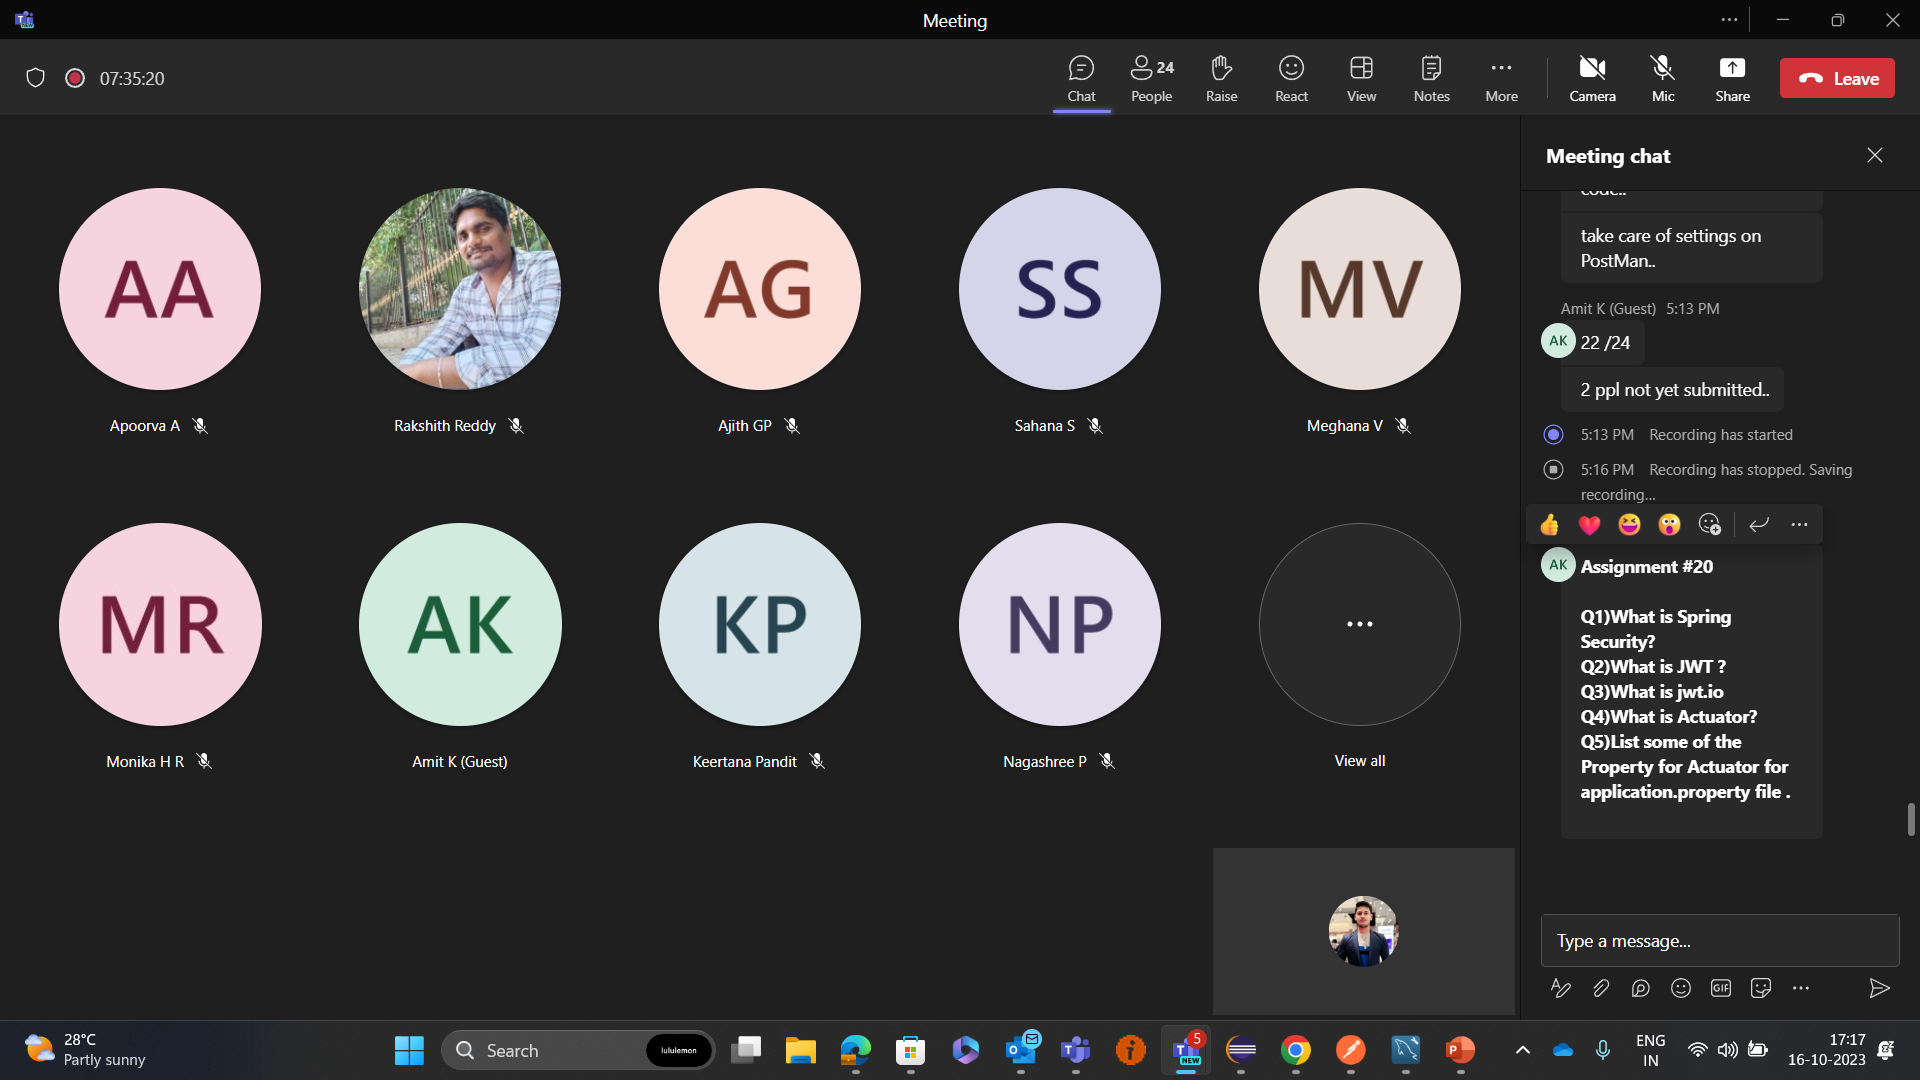 Meeting
07:35:20
Chat
24
People
Raise
React
View
Notes
More
Camera
Mic
Share
Leave
AA
Apoorva A
Rakshith Reddy
AG
Ajith GP
SS
Sahana S
MV
Meghana V
MR
Monika H R
AK
Amit K (Guest)
KP
Keertana Pandit
NP
Nagashree P
View all
Meeting chat
code..
take care of settings on
PostMan..
Amit K (Guest) 5:13 PM
AK
22 /24
2 ppl not yet submitted..
5:13 PM Recording has started
5:16 PM Recording has stopped. Saving
recording...
AK
Assignment #20
Q1)What is Spring
Security?
Q2)What is JWT ?
Q3)What is jwt.io
Q4)What is Actuator?
Q5)List some of the
Property for Actuator for
application.property file .
Type a message...
GIF
28°C
Partly sunny
Search
lululemon
5
NEW
ENG
IN
17:17
16-10-2023